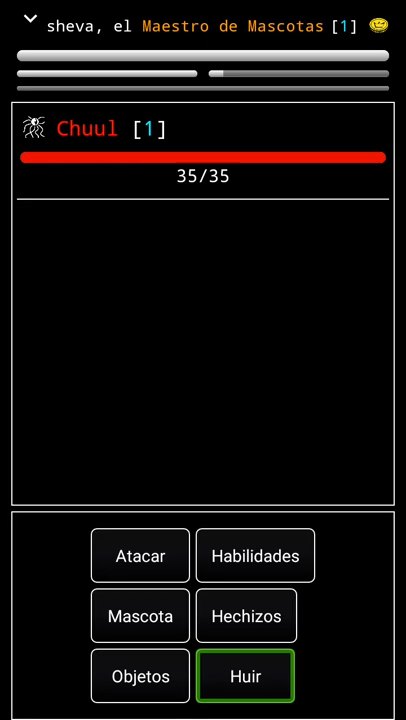 sheva, el Maestro de Mascotas [1]
Chuul [1]
35/35
Atacar Habilidades
Mascota Hechizos
Objetos Huir